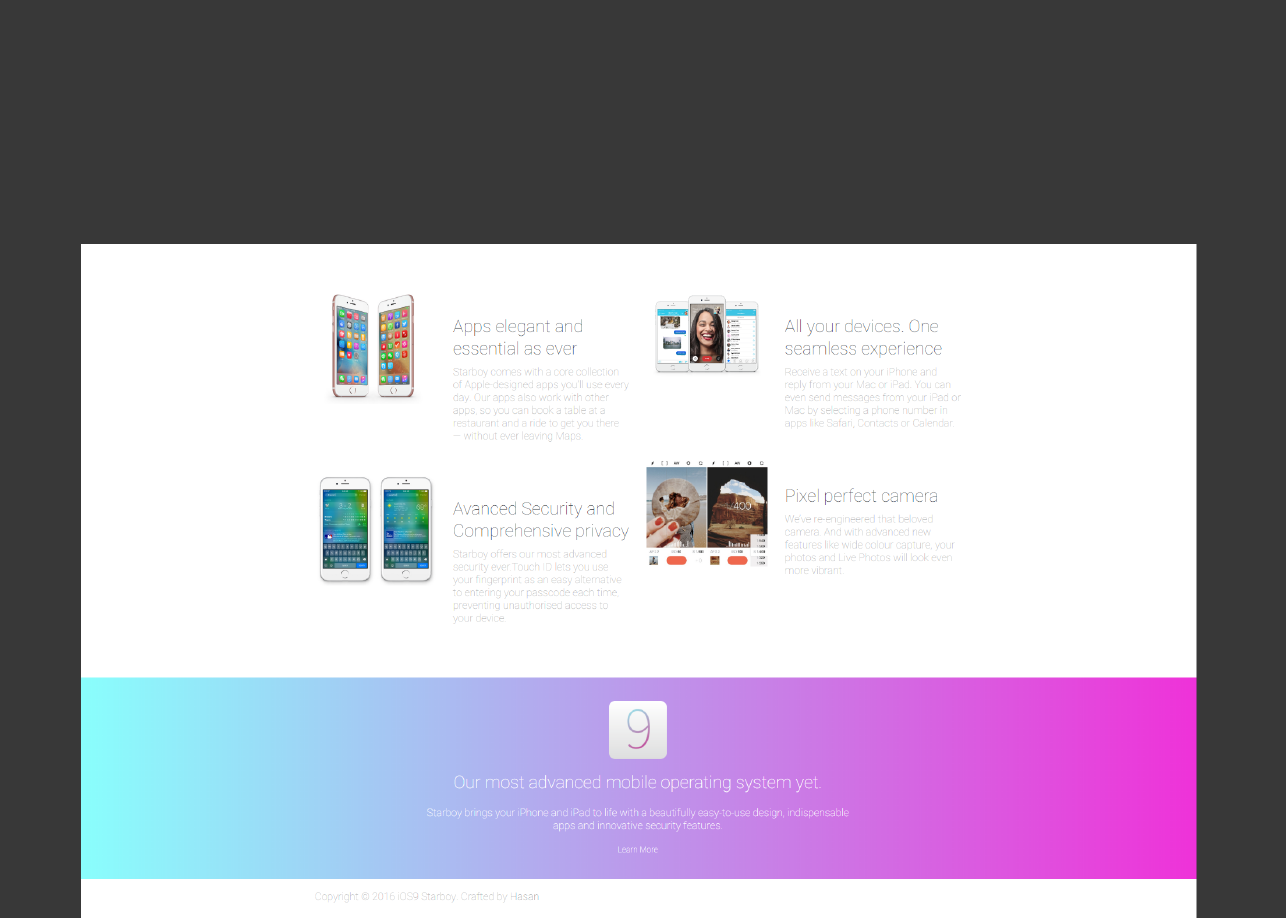 Apps elegant and
essential as ever
Starboy comes with a core collection
of Apple-designed apps you'll use every
day. Our apps also work with other
apps, so you can book a table at a
restaurant and a ride to get you there
— without ever leaving Maps.
All your devices. One
seamless experience
Receive a text on your iPhone and
reply from your Mac or iPad. You can
even send messages from your iPad or
Mac by selecting a phone number in
apps like Safari, Contacts or Calendar.
Avanced Security and
Comprehensive privacy
Starboy offers our most advanced
security ever Touch ID lets you use
your fingerprint as an easy alternative
to entering your passcode each time,
preventing unauthorised access to
your device.
400
Pixel perfect camera
We've re-engineered that beloved
camera. And with advanced new
features like wide colour capture, your
photos and Live Photos will look even
more vibrant.
9
Our most advanced mobile operating system yet.
Starboy brings your iPhone and iPad to life with a beautifully easy-to-use design, indispensable
apps and innovative security features.
Learn More
Copyright © 2016 iOS9 Starboy. Crafted by Hasan